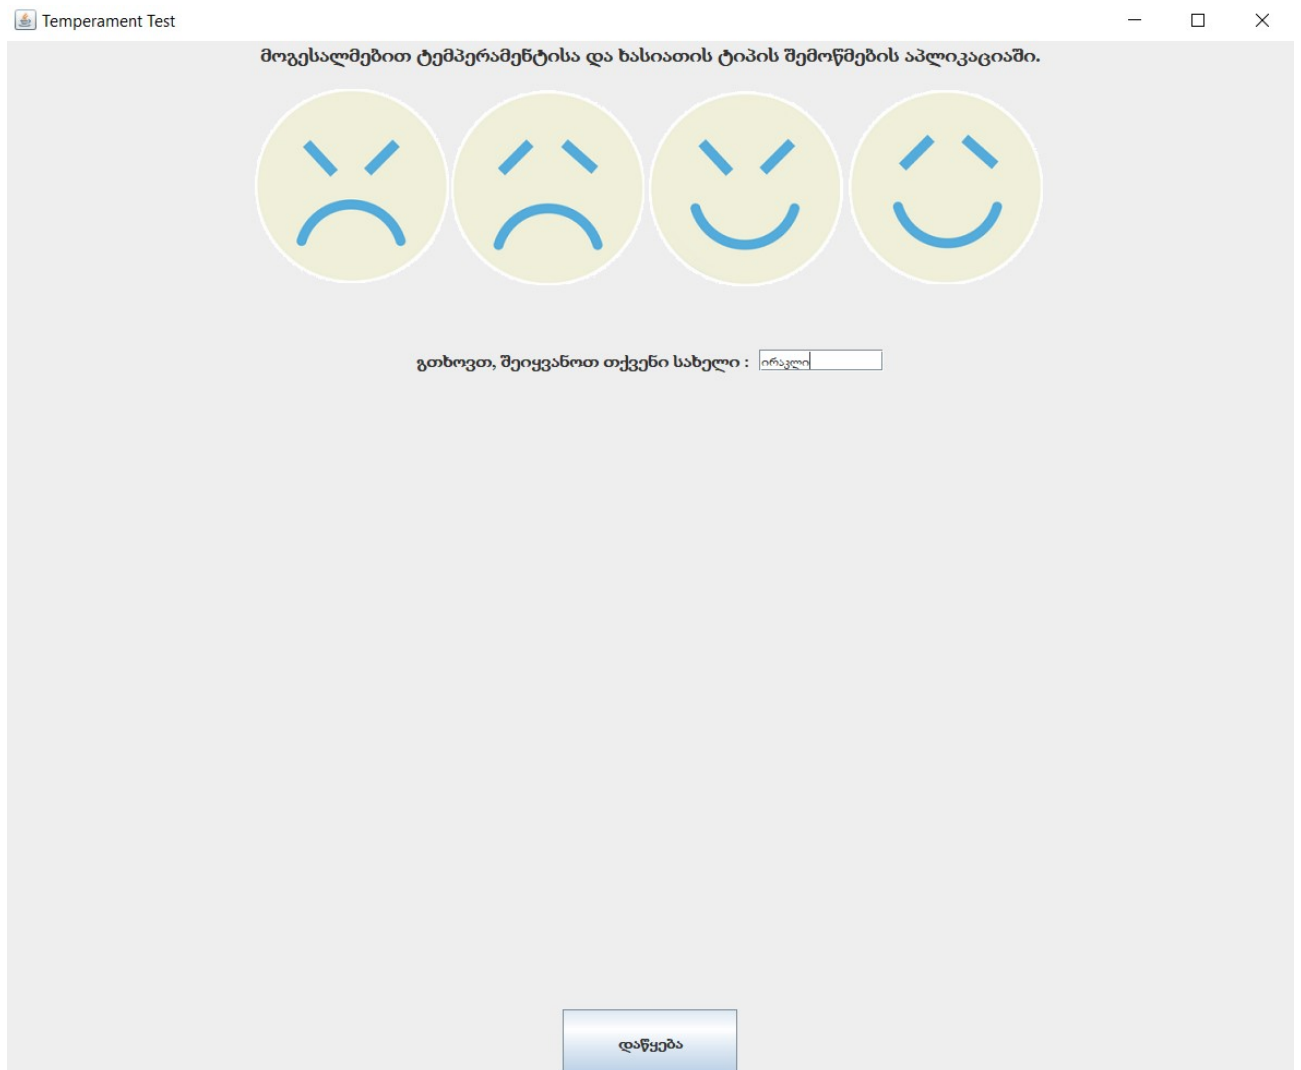 Temperament Test
მოგესალმებით ტემპერამენტისა და ხასიათის ტიპის შემოწმების აპლიკაციაში.
გთხოვთ, შეიყვანოთ თქვენი სახელი : ირაკლი
დაწყება